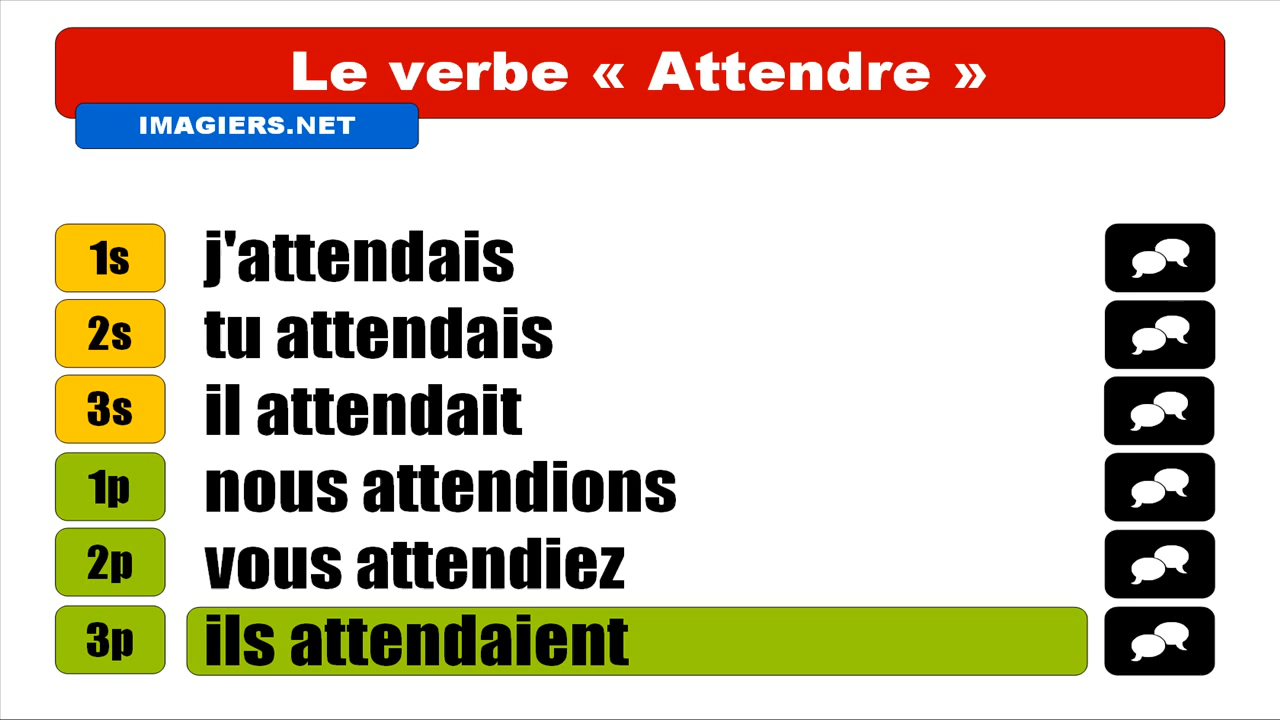 Le verbe « Attendre »
IMAGIERS.NET
1s j'attendais
2s tu attendais
3s il attendait
1p nous attendions
2p vous attendiez
3p ils attendaient